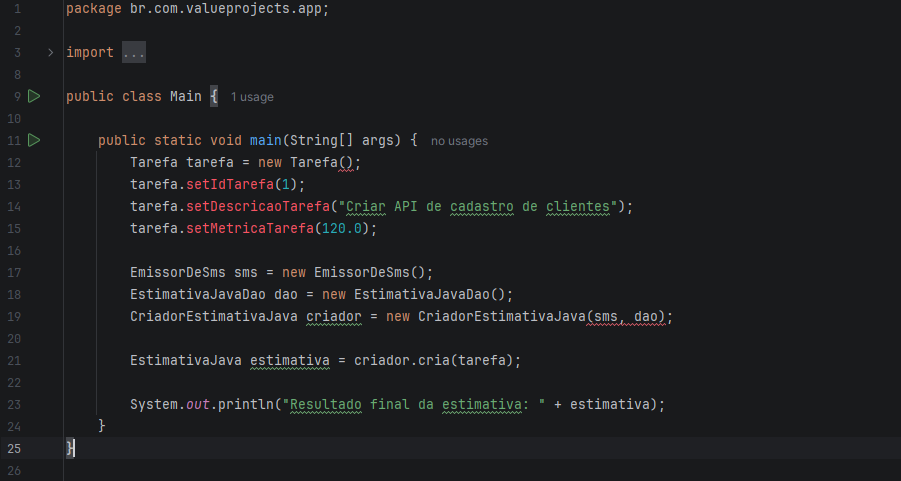 1 package br.com.valueprojects.app;
2
3 import ...
8
9 public class Main { 1 usage
10
11 public static void main(String[] args) { no usages
12 Tarefa tarefa = new Tarefa();
13 tarefa.setIdTarefa(1);
14 tarefa.setDescricaoTarefa("Criar API de cadastro de clientes");
15 tarefa.setMetricaTarefa(120.0);
16
17 EmissorDeSms sms = new EmissorDeSms();
18 EstimativaJavaDao dao = new EstimativaJavaDao();
19 CriadorEstimativaJava criador = new CriadorEstimativaJava(sms, dao);
20
21 EstimativaJava estimativa = criador.cria(tarefa);
22
23 System.out.println("Resultado final da estimativa: " + estimativa);
24 }
25 }
26